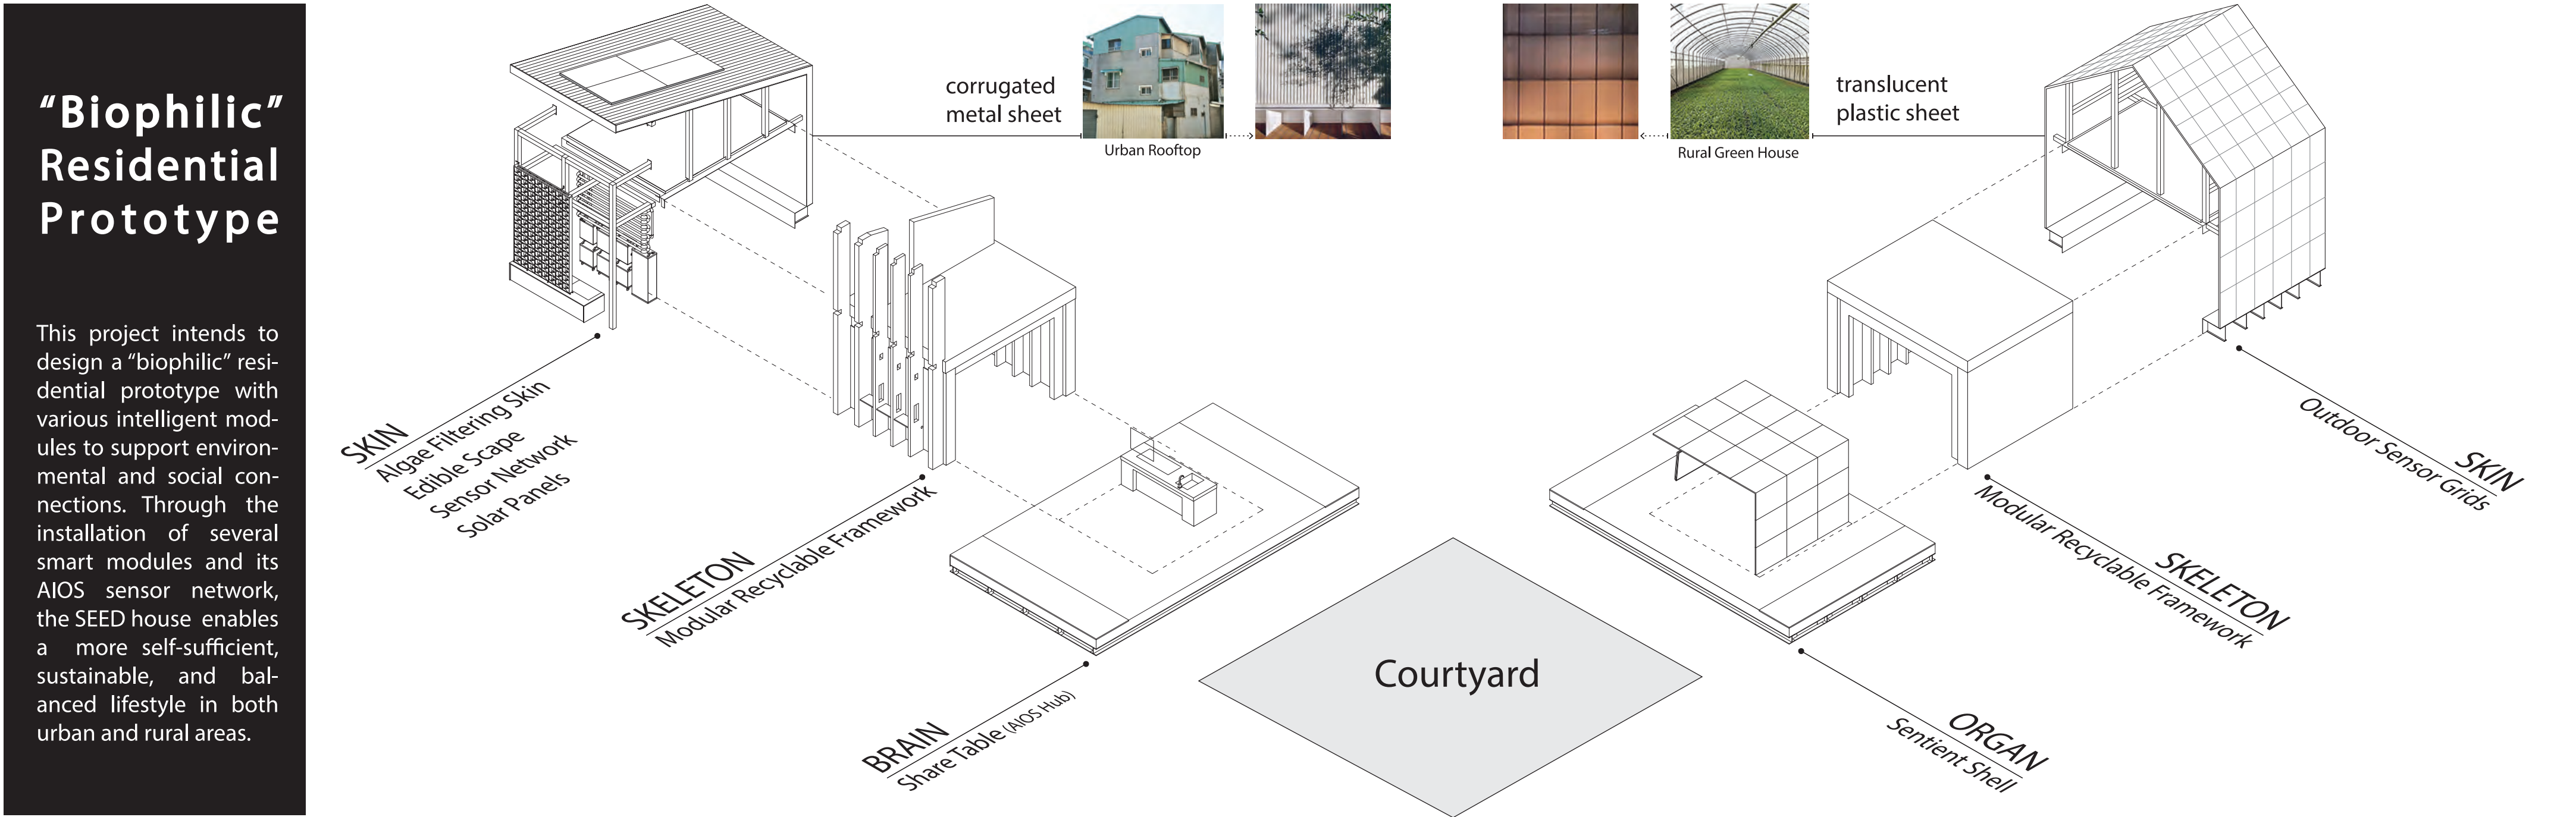 “Biophilic”
Residential
Prototype
This project intends to
design a “biophilic” resi-
dential prototype with
various intelligent mod-
ules to support environ-
mental and social con-
nections. Through the
installation of several
smart modules and its
AIOS sensor network,
the SEED house enables
a more self-sufficient,
sustainable, and bal-
anced lifestyle in both
urban and rural areas.
corrugated
metal sheet
Urban Rooftop
Rural Green House
translucent
plastic sheet
SKIN
Algae Filtering Skin
Edible Scape
Sensor Network
Solar Panels
SKELETON
Modular Recyclable Framework
BRAIN
Share Table (AIOS Hub)
Courtyard
ORGAN
Sentient Shell
SKELETON
Modular Recyclable Framework
SKIN
Outdoor Sensor Grids